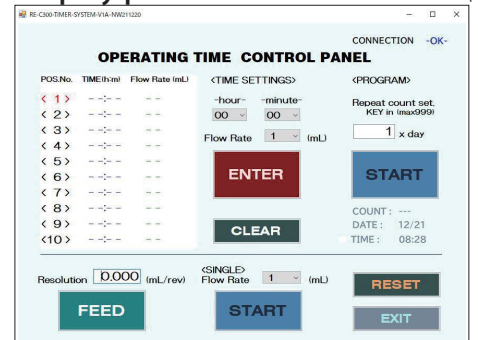 RE-C300-TIMER-SYSTEM-V1A-NW211220
CONNECTION -OK-
OPERATING TIME CONTROL PANEL
POS.No. TIME(h:m) Flow Rate (mL)
< 1 > - -:- - - -
< 2 > - -:- - - -
< 3 > - -:- - - -
< 4 > - -:- - - -
< 5 > - -:- - - -
< 6 > - -:- - - -
< 7 > - -:- - - -
< 8 > - -:- - - -
< 9 > - -:- - - -
<10 > - -:- - - -
<TIME SETTINGS>
-hour- -minute-
00 00
Flow Rate 1 (mL)
ENTER
CLEAR
<PROGRAM>
Repeat count set.
KEY in (max999)
1 x day
START
COUNT : ---
DATE : 12/21
TIME : 08:28
Resolution 0.000 (mL/rev)
FEED
<SINGLE>
Flow Rate 1 (mL)
START
RESET
EXIT